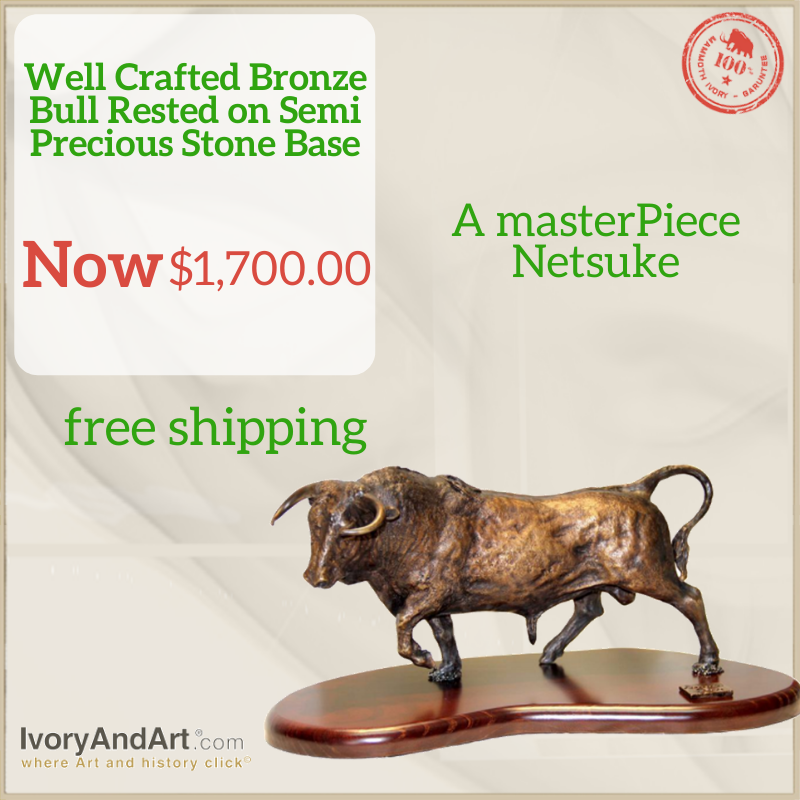 Well Crafted Bronze
Bull Rested on Semi
Precious Stone Base
Now $1,700.00
100%
MAMMOTH IVORY - GARUNTEE
A masterPiece
Netsuke
free shipping
IvoryAndArt®.com
where Art and history click©